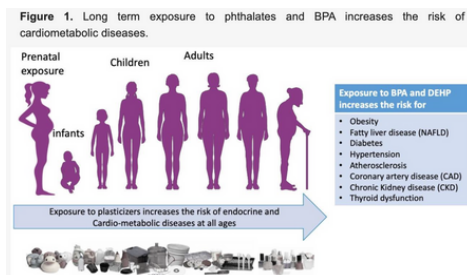 Figure 1. Long term exposure to phthalates and BPA increases the risk of
cardiometabolic diseases.
Prenatal
exposure
Children
Adults
infants
Exposure to BPA and DEHP
increases the risk for
• Obesity
• Fatty liver disease (NAFLD)
• Diabetes
• Hypertension
• Atherosclerosis
• Coronary artery disease (CAD)
• Chronic Kidney disease (CKD)
• Thyroid dysfunction
Exposure to plasticizers increases the risk of endocrine and
Cardio-metabolic diseases at all ages